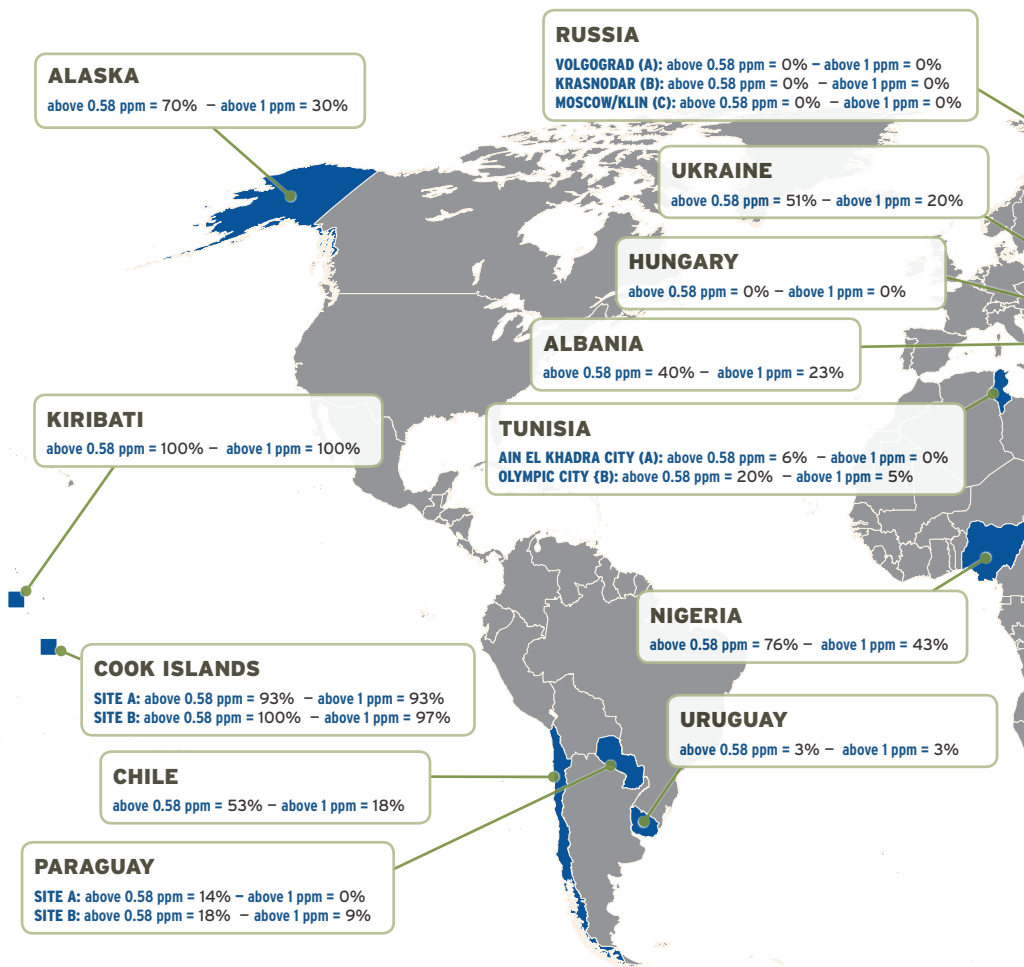 RUSSIA
VOLGOGRAD (A): above 0.58 ppm = 0% – above 1 ppm = 0%
KRASNODAR (B): above 0.58 ppm = 0% – above 1 ppm = 0%
MOSCOW/KLIN (C): above 0.58 ppm = 0% – above 1 ppm = 0%
ALASKA
above 0.58 ppm = 70% – above 1 ppm = 30%
UKRAINE
above 0.58 ppm = 51% – above 1 ppm = 20%
HUNGARY
above 0.58 ppm = 0% – above 1 ppm = 0%
ALBANIA
above 0.58 ppm = 40% – above 1 ppm = 23%
KIRIBATI
above 0.58 ppm = 100% – above 1 ppm = 100%
TUNISIA
AIN EL KHADRA CITY (A): above 0.58 ppm = 6% – above 1 ppm = 0%
OLYMPIC CITY {B): above 0.58 ppm = 20% – above 1 ppm = 5%
NIGERIA
above 0.58 ppm = 76% – above 1 ppm = 43%
COOK ISLANDS
SITE A: above 0.58 ppm = 93% – above 1 ppm = 93%
SITE B: above 0.58 ppm = 100% – above 1 ppm = 97%
URUGUAY
above 0.58 ppm = 3% – above 1 ppm = 3%
CHILE
above 0.58 ppm = 53% – above 1 ppm = 18%
PARAGUAY
SITE A: above 0.58 ppm = 14% – above 1 ppm = 0%
SITE B: above 0.58 ppm = 18% – above 1 ppm = 9%